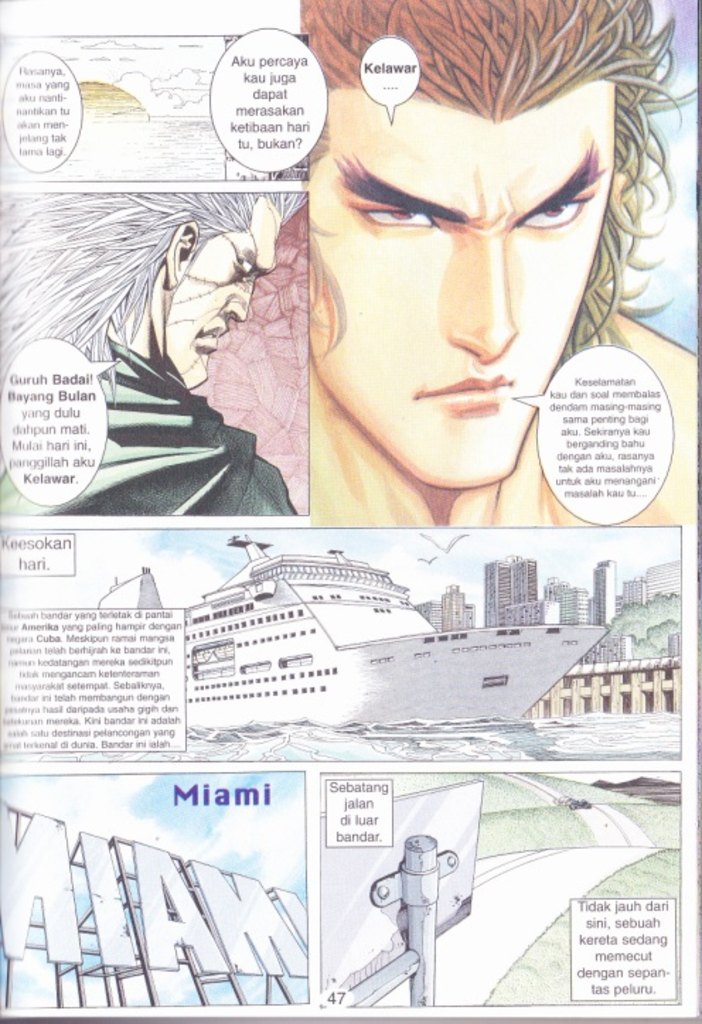 Rasanya,
masa yang
aku nanti-
nantikan tu
akan men-
jelang tak
lama lagi.
Aku percaya
kau juga
dapat
merasakan
ketibaan hari
tu, bukan?
Kelawar
....
Guruh Badai!
Bayang Bulan
yang dulu
dahpun mati.
Mulai hari ini,
panggillah aku
Kelawar.
Keselamatan
kau dan soal membalas
dendam masing-masing
sama penting bagi
aku. Sekiranya kau
berganding bahu
dengan aku, rasanya
tak ada masalahnya
untuk aku menangani
masalah kau tu....
Keesokan
hari.
Sebuah bandar yang terletak di pantai
Amerika yang paling hampir dengan
negara Cuba. Meskipun ramai mangsa
pelarian telah berhijrah ke bandar ini,
namun kedatangan mereka sedikitpun
tidak mengancam ketenteraman
masyarakat setempat. Sebaliknya,
bandar ini telah membangun dengan
pesatnya hasil daripada usaha gigih dan
ketekunan mereka. Kini bandar ini adalah
salah satu destinasi pelancongan yang
amat terkenal di dunia. Bandar ini ialah...
Miami
MIAMI
Sebatang
jalan
di luar
bandar.
Tidak jauh dari
sini, sebuah
kereta sedang
memecut
dengan sepan-
tas peluru.
47